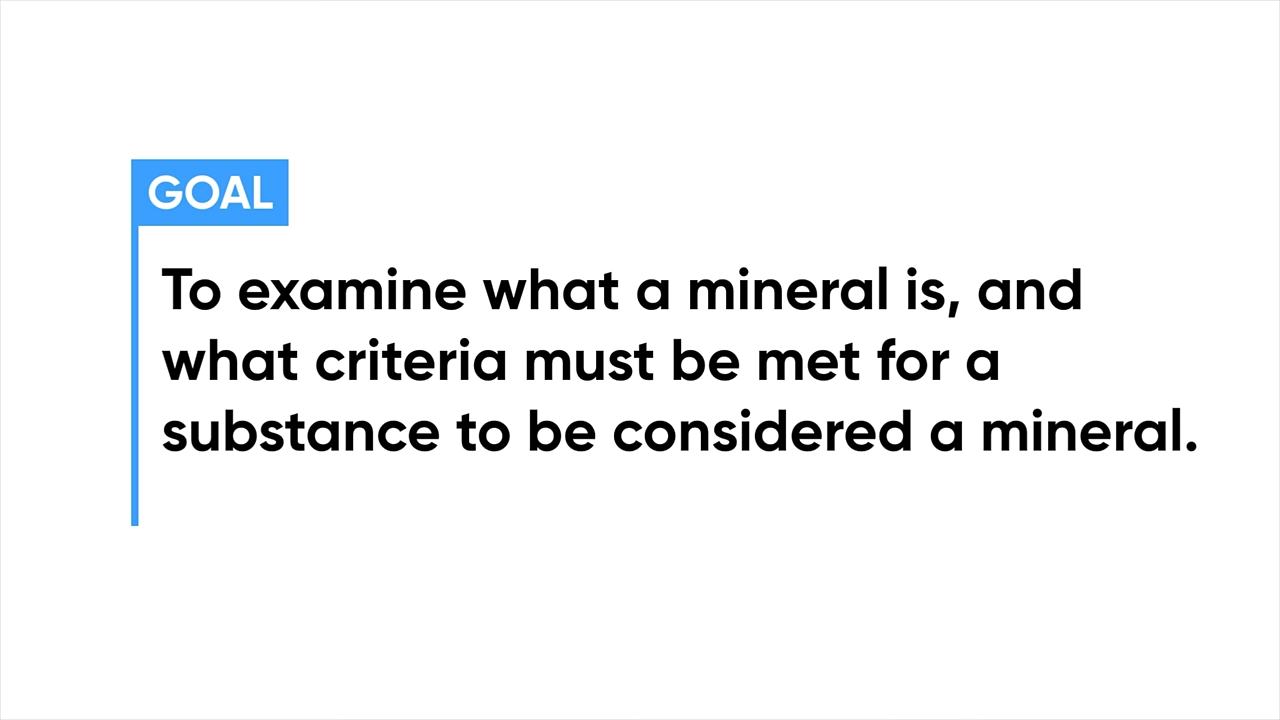 GOAL
To examine what a mineral is, and
what criteria must be met for a
substance to be considered a mineral.